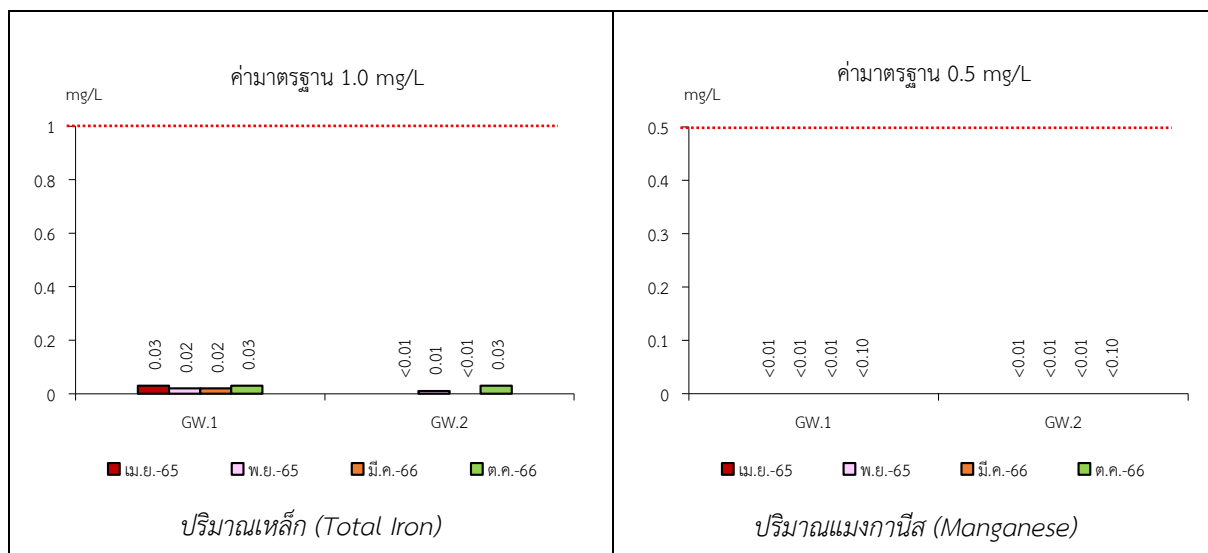 ค่ามาตรฐาน 1.0 mg/L
mg/L
1
0.8
0.6
0.4
0.2
0
0.03
0.02
0.02
0.03
<0.01
0.01
<0.01
0.03
GW.1
GW.2
เม.ย.-65
พ.ย.-65
มี.ค.-66
ต.ค.-66
ปริมาณเหล็ก (Total Iron)
ค่ามาตรฐาน 0.5 mg/L
mg/L
0.5
0.4
0.3
0.2
0.1
0
<0.01
<0.01
<0.01
<0.10
<0.01
<0.01
<0.01
<0.10
GW.1
GW.2
เม.ย.-65
พ.ย.-65
มี.ค.-66
ต.ค.-66
ปริมาณแมงกานีส (Manganese)